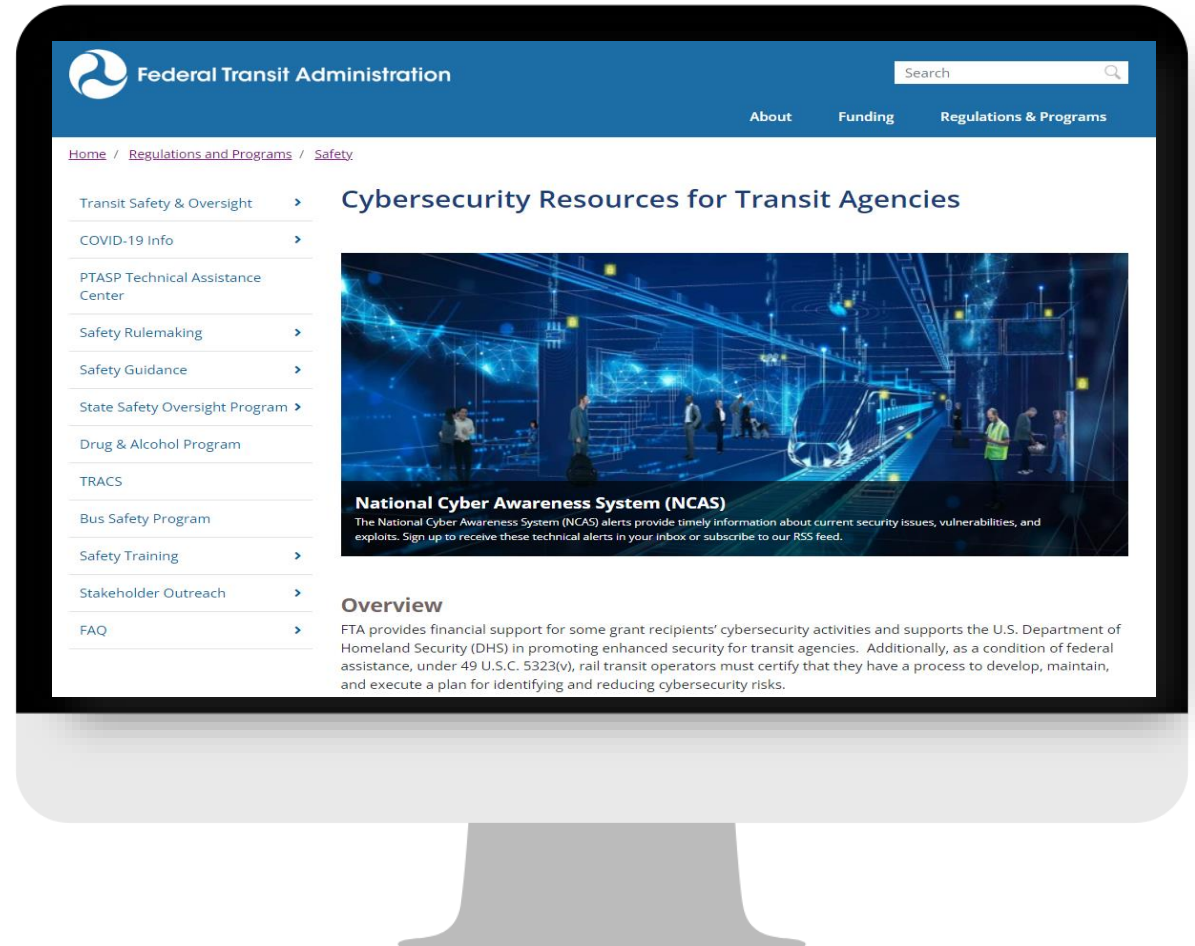 Federal Transit Administration
Search
About Funding Regulations & Programs
Home / Regulations and Programs / Safety
Transit Safety & Oversight
COVID-19 Info
PTASP Technical Assistance
Center
Safety Rulemaking
Safety Guidance
State Safety Oversight Program
Drug & Alcohol Program
TRACS
Bus Safety Program
Safety Training
Stakeholder Outreach
FAQ
Cybersecurity Resources for Transit Agencies
National Cyber Awareness System (NCAS)
The National Cyber Awareness System (NCAS) alerts provide timely information about current security issues, vulnerabilities, and
exploits. Sign up to receive these technical alerts in your inbox or subscribe to our RSS feed.
Overview
FTA provides financial support for some grant recipients' cybersecurity activities and supports the U.S. Department of
Homeland Security (DHS) in promoting enhanced security for transit agencies.  Additionally, as a condition of federal
assistance, under 49 U.S.C. 5323(v), rail transit operators must certify that they have a process to develop, maintain,
and execute a plan for identifying and reducing cybersecurity risks.